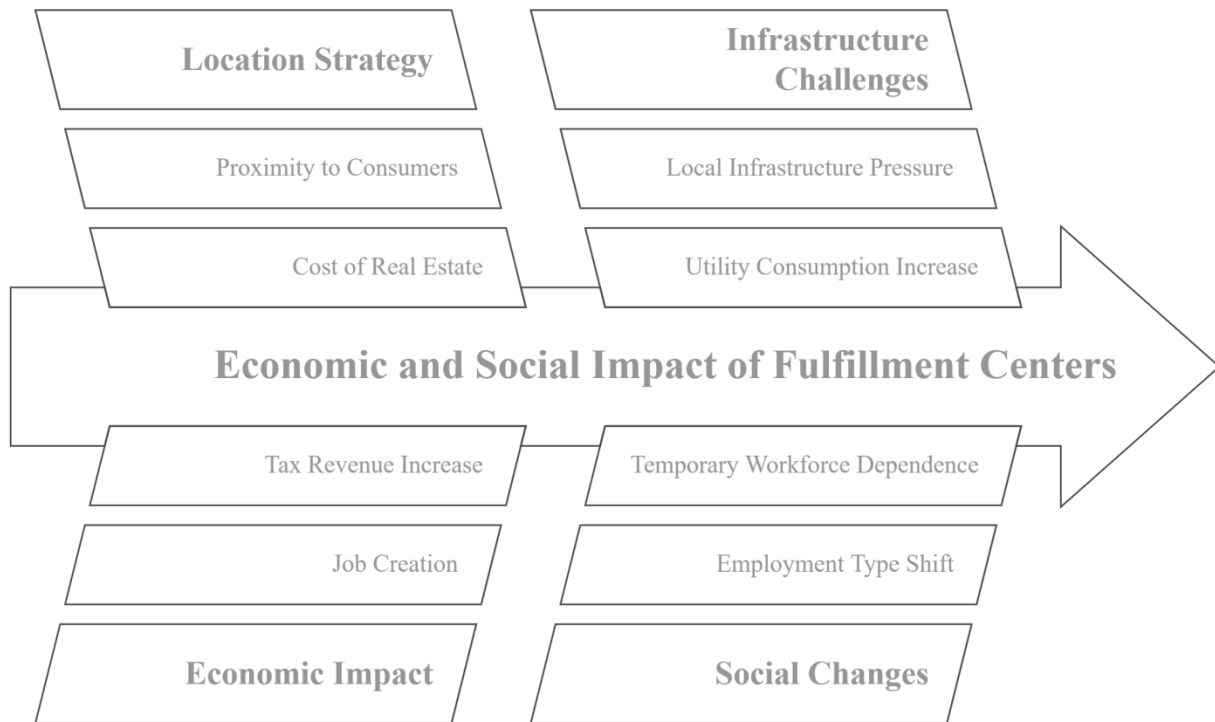 Location Strategy
Infrastructure
Challenges
Proximity to Consumers
Local Infrastructure Pressure
Cost of Real Estate
Utility Consumption Increase
Economic and Social Impact of Fulfillment Centers
Tax Revenue Increase
Temporary Workforce Dependence
Job Creation
Employment Type Shift
Economic Impact
Social Changes